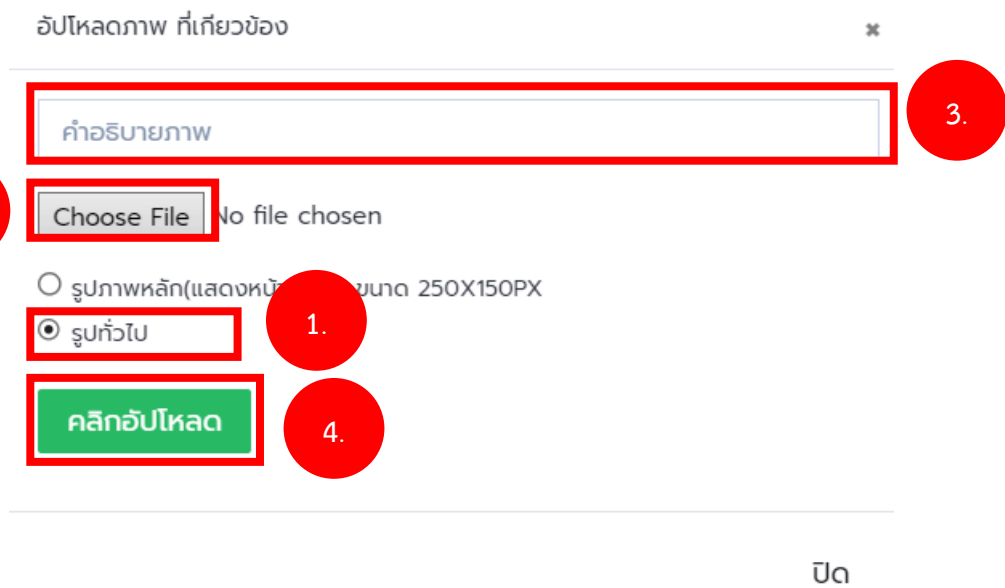 อัปโหลดภาพ ที่เกี่ยวข้อง ✖
คำอธิบายภาพ
3.
Choose File No file chosen
รูปภาพหลัก(แสดงหน้า ขนาด 250X150PX
รูปทั่วไป
1.
คลิกอัปโหลด
4.
ปิด